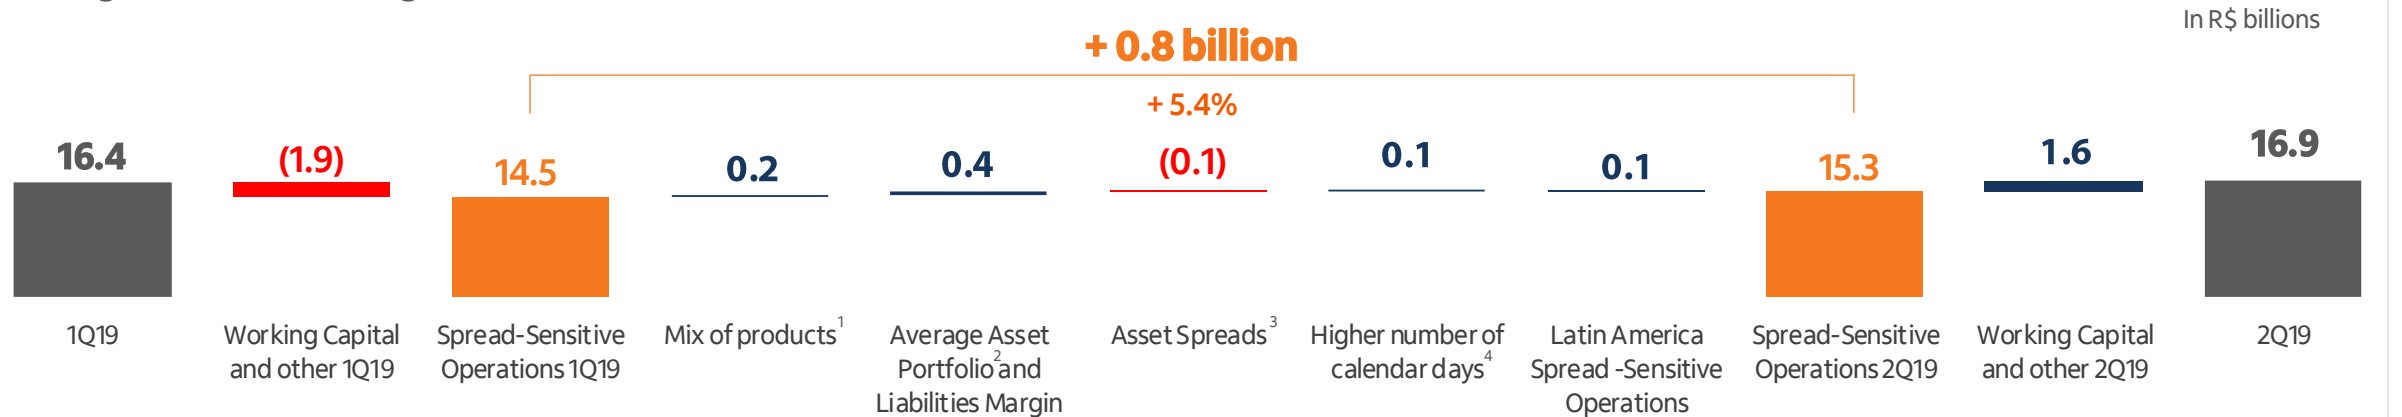 In R$ billions
+ 0.8 billion
+ 5.4%
16.4
(1.9)
14.5
0.2
0.4
(0.1)
0.1
0.1
15.3
1.6
16.9
1Q19
Working Capital
and other 1Q19
Spread-Sensitive
Operations 1Q19
Mix of products1
Average Asset
Portfolio2 and
Liabilities Margin
Asset Spreads3
Higher number of
calendar days4
Latin America
Spread -Sensitive
Operations
Spread-Sensitive
Operations 2Q19
Working Capital
and other 2Q19
2Q19